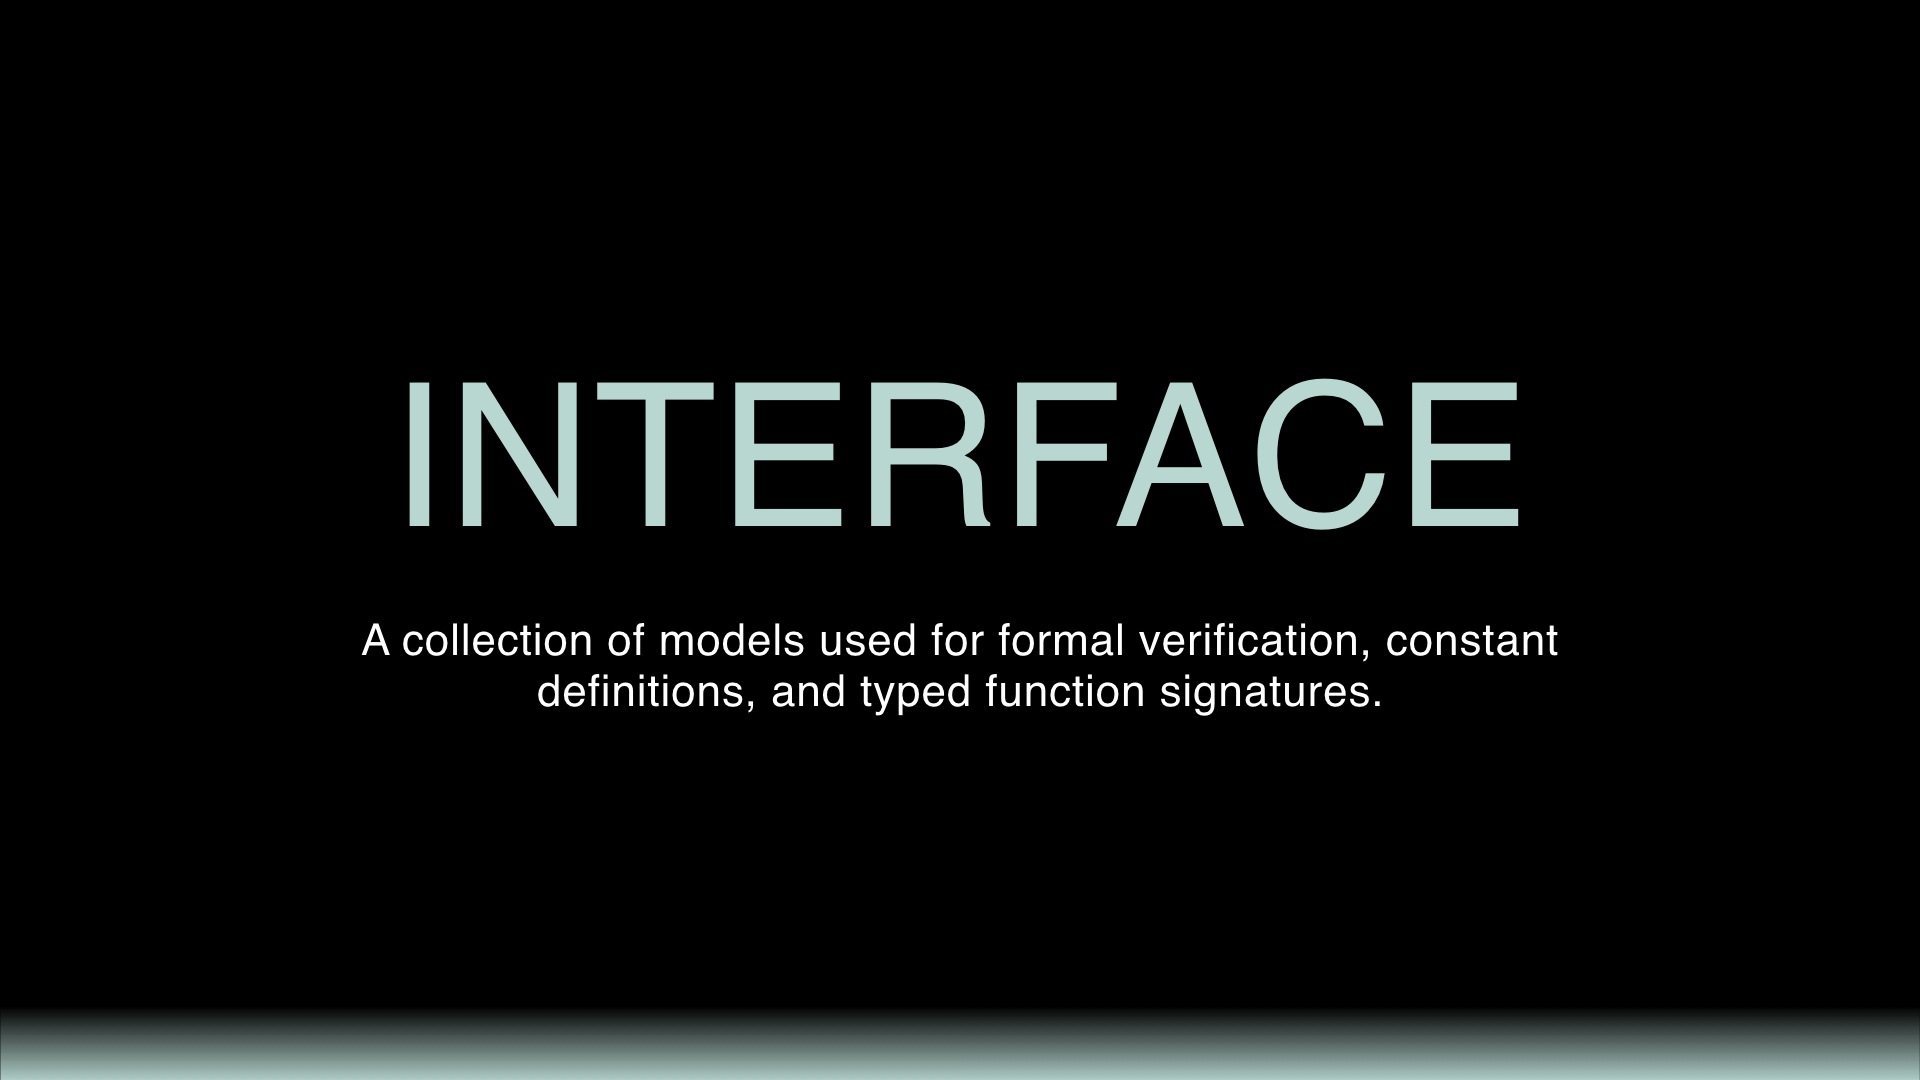 INTERFACE
A collection of models used for formal verification, constant
definitions, and typed function signatures.